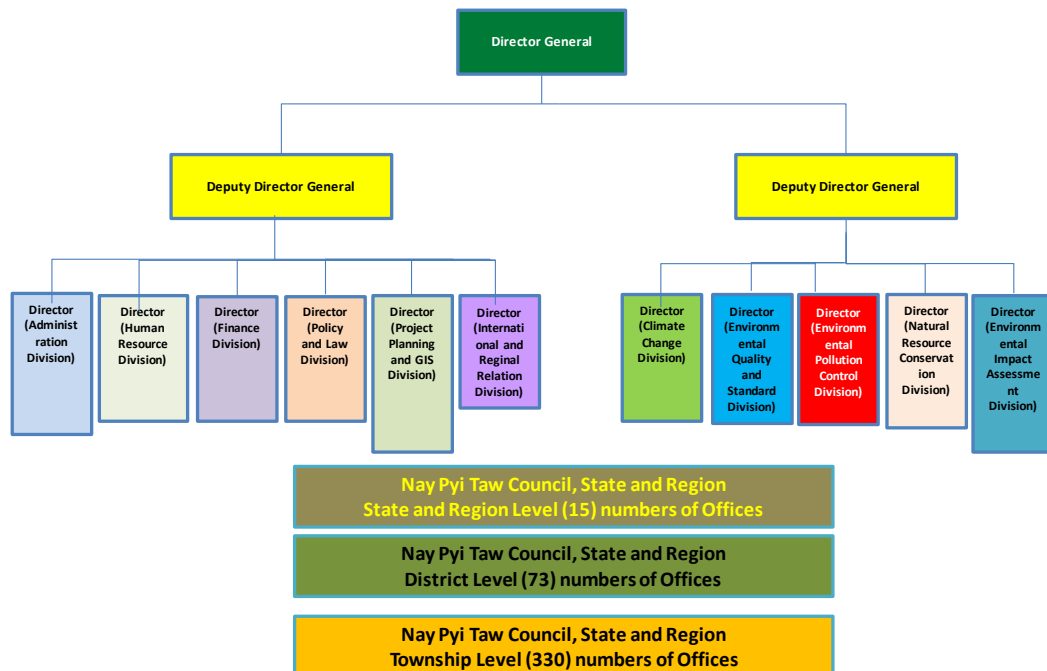 Director General
Deputy Director General
Deputy Director General
Director
(Administ
ration
Division)
Director
(Human
Resource
Division)
Director
(Finance
Division)
Director
(Policy
and Law
Division)
Director
(Project
Planning
and GIS
Division)
Director
(Internati
onal and
Reginal
Relation
Division)
Director
(Climate
Change
Division)
Director
(Environ
mental
Quality
and
Standard
Division)
Director
(Environm
ental
Pollution
Control
Division)
Director
(Natural
Resource
Conservat
ion
Division)
Director
(Environm
ental
Impact
Assessme
nt
Division)
Nay Pyi Taw Council, State and Region
State and Region Level (15) numbers of Offices
Nay Pyi Taw Council, State and Region
District Level (73) numbers of Offices
Nay Pyi Taw Council, State and Region
Township Level (330) numbers of Offices